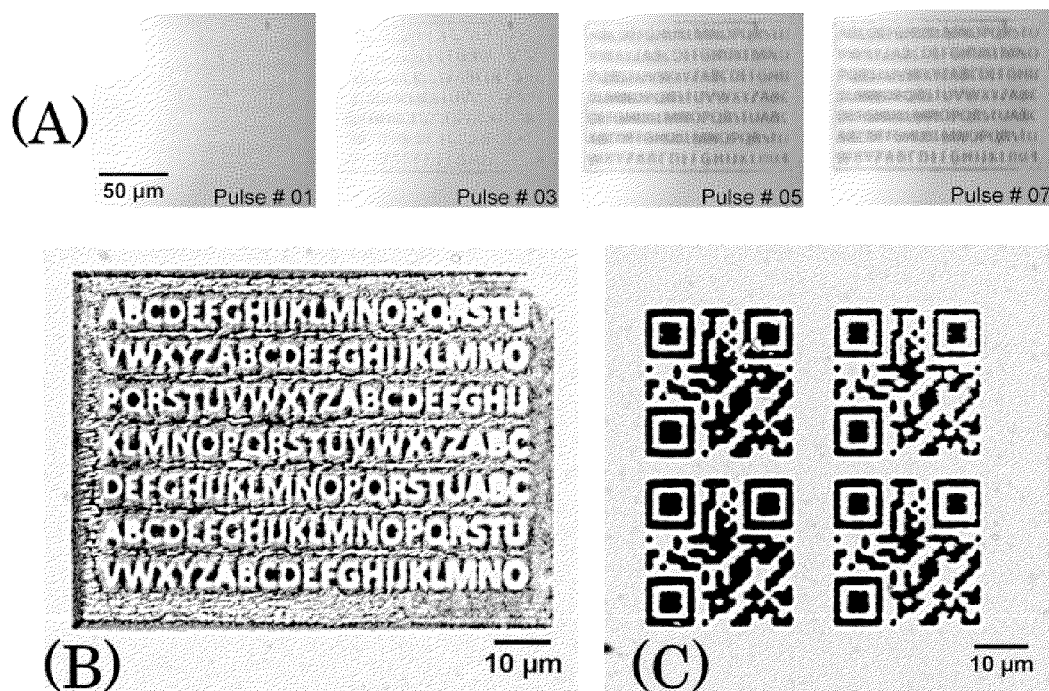 (A)
50 µm
Pulse # 01
Pulse # 03
Pulse # 05
Pulse # 07
ABCDEFGHIJKLMNOPQRSTU
VWXYZABCDEFGHIJKLMNO
PQRSTUVWXYZABCDEFGHIJ
KLMNOPQRSTUVWXYZABC
DEFGHIJKLMNOPQRSTUABC
ABCDEFGHIJKLMNOPQRSTU
VWXYZABCDEFGHIJKLMNO
(B)
10 µm
(C)
10 µm